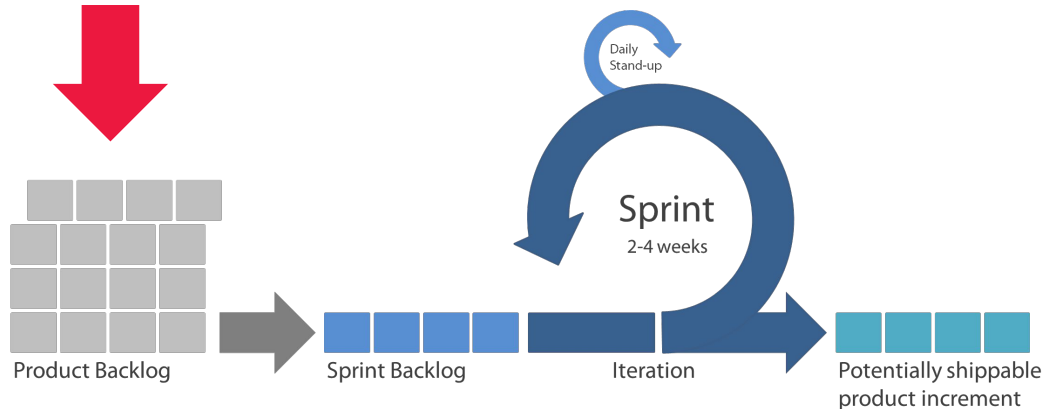 Daily
Stand-up
Sprint
2-4 weeks
Product Backlog
Sprint Backlog
Iteration
Potentially shippable
product increment